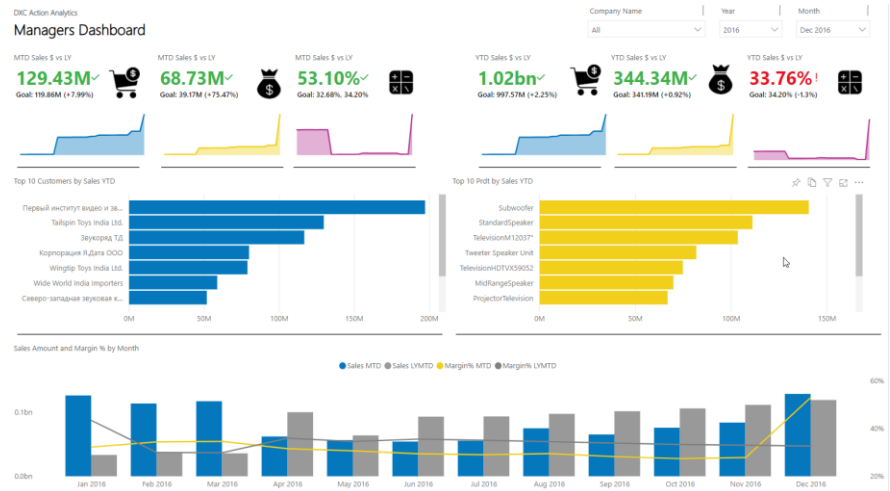 DXC Action Analytics
Managers Dashboard
Company Name
All
Year
2016
Month
Dec 2016
MTD Sales $ vs LY
129.43M
Goal: 119.86M (+7.99%)
MTD Sales $ vs LY
68.73M
Goal: 39.17M (+75.47%)
MTD Sales $ vs LY
53.10%
Goal: 32.68%, 34.20%
YTD Sales $ vs LY
1.02bn
Goal: 997.57M (+2.25%)
YTD Sales $ vs LY
344.34M
Goal: 341.19M (+0.92%)
YTD Sales $ vs LY
33.76%!
Goal: 34.20% (-1.3%)
Top 10 Customers by Sales YTD
Первый институт видео и зв...
Tailspin Toys India Ltd.
Звукоряд ТД
Корпорация Я.Дата ООО
Wingtip Toys India Ltd.
Wide World India Importers
Северо-западная звуковая к...
0M 50M 100M 150M 200M
Top 10 Prdt by Sales YTD
Subwoofer
StandardSpeaker
TelevisionM12037"
Tweeter Speaker Unit
TelevisionHDTVX59052
MidRangeSpeaker
ProjectorTelevision
0M 50M 100M 150M
Sales Amount and Margin % by Month
Sales MTD Sales LYMTD Margin% MTD Margin% LYMTD
0.1bn
0.0bn
60%
40%
20%
Jan 2016 Feb 2016 Mar 2016 Apr 2016 May 2016 Jun 2016 Jul 2016 Aug 2016 Sep 2016 Oct 2016 Nov 2016 Dec 2016